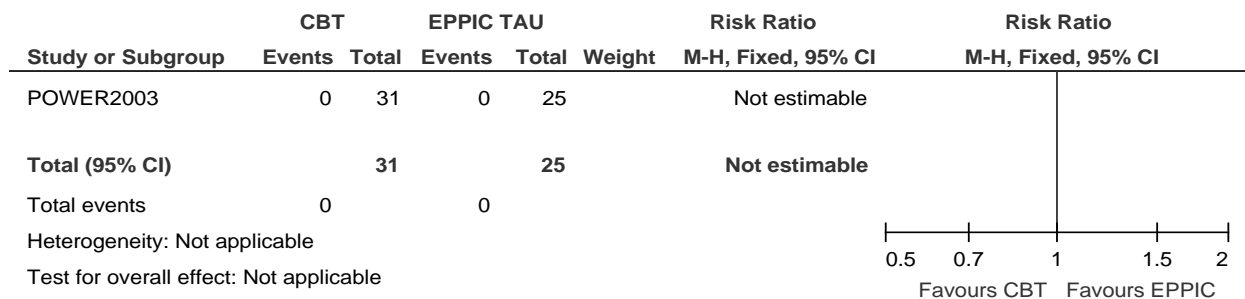 CBT EPPIC TAU Risk Ratio Risk Ratio
Study or Subgroup Events Total Events Total Weight M-H, Fixed, 95% CI M-H, Fixed, 95% CI
POWER2003 0 31 0 25 Not estimable
Total (95% CI) 31 25 Not estimable
Total events 0 0
Heterogeneity: Not applicable
Test for overall effect: Not applicable
0.5 0.7 1 1.5 2
Favours CBT Favours EPPIC